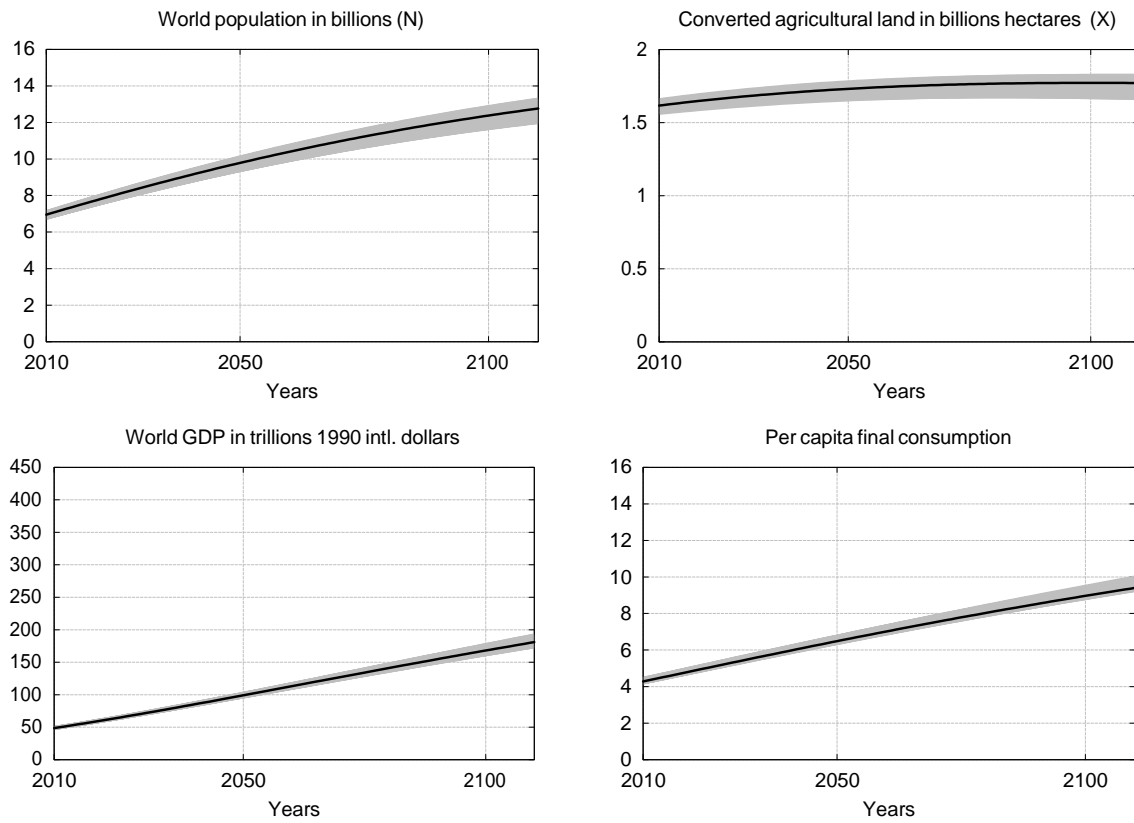 World population in billions (N)
16
14
12
10
8
6
4
2
0
2010 2050 2100
Years
Converted agricultural land in billions hectares (X)
2
1.5
1
0.5
0
2010 2050 2100
Years
World GDP in trillions 1990 intl. dollars
450
400
350
300
250
200
150
100
50
0
2010 2050 2100
Years
Per capita final consumption
16
14
12
10
8
6
4
2
0
2010 2050 2100
Years